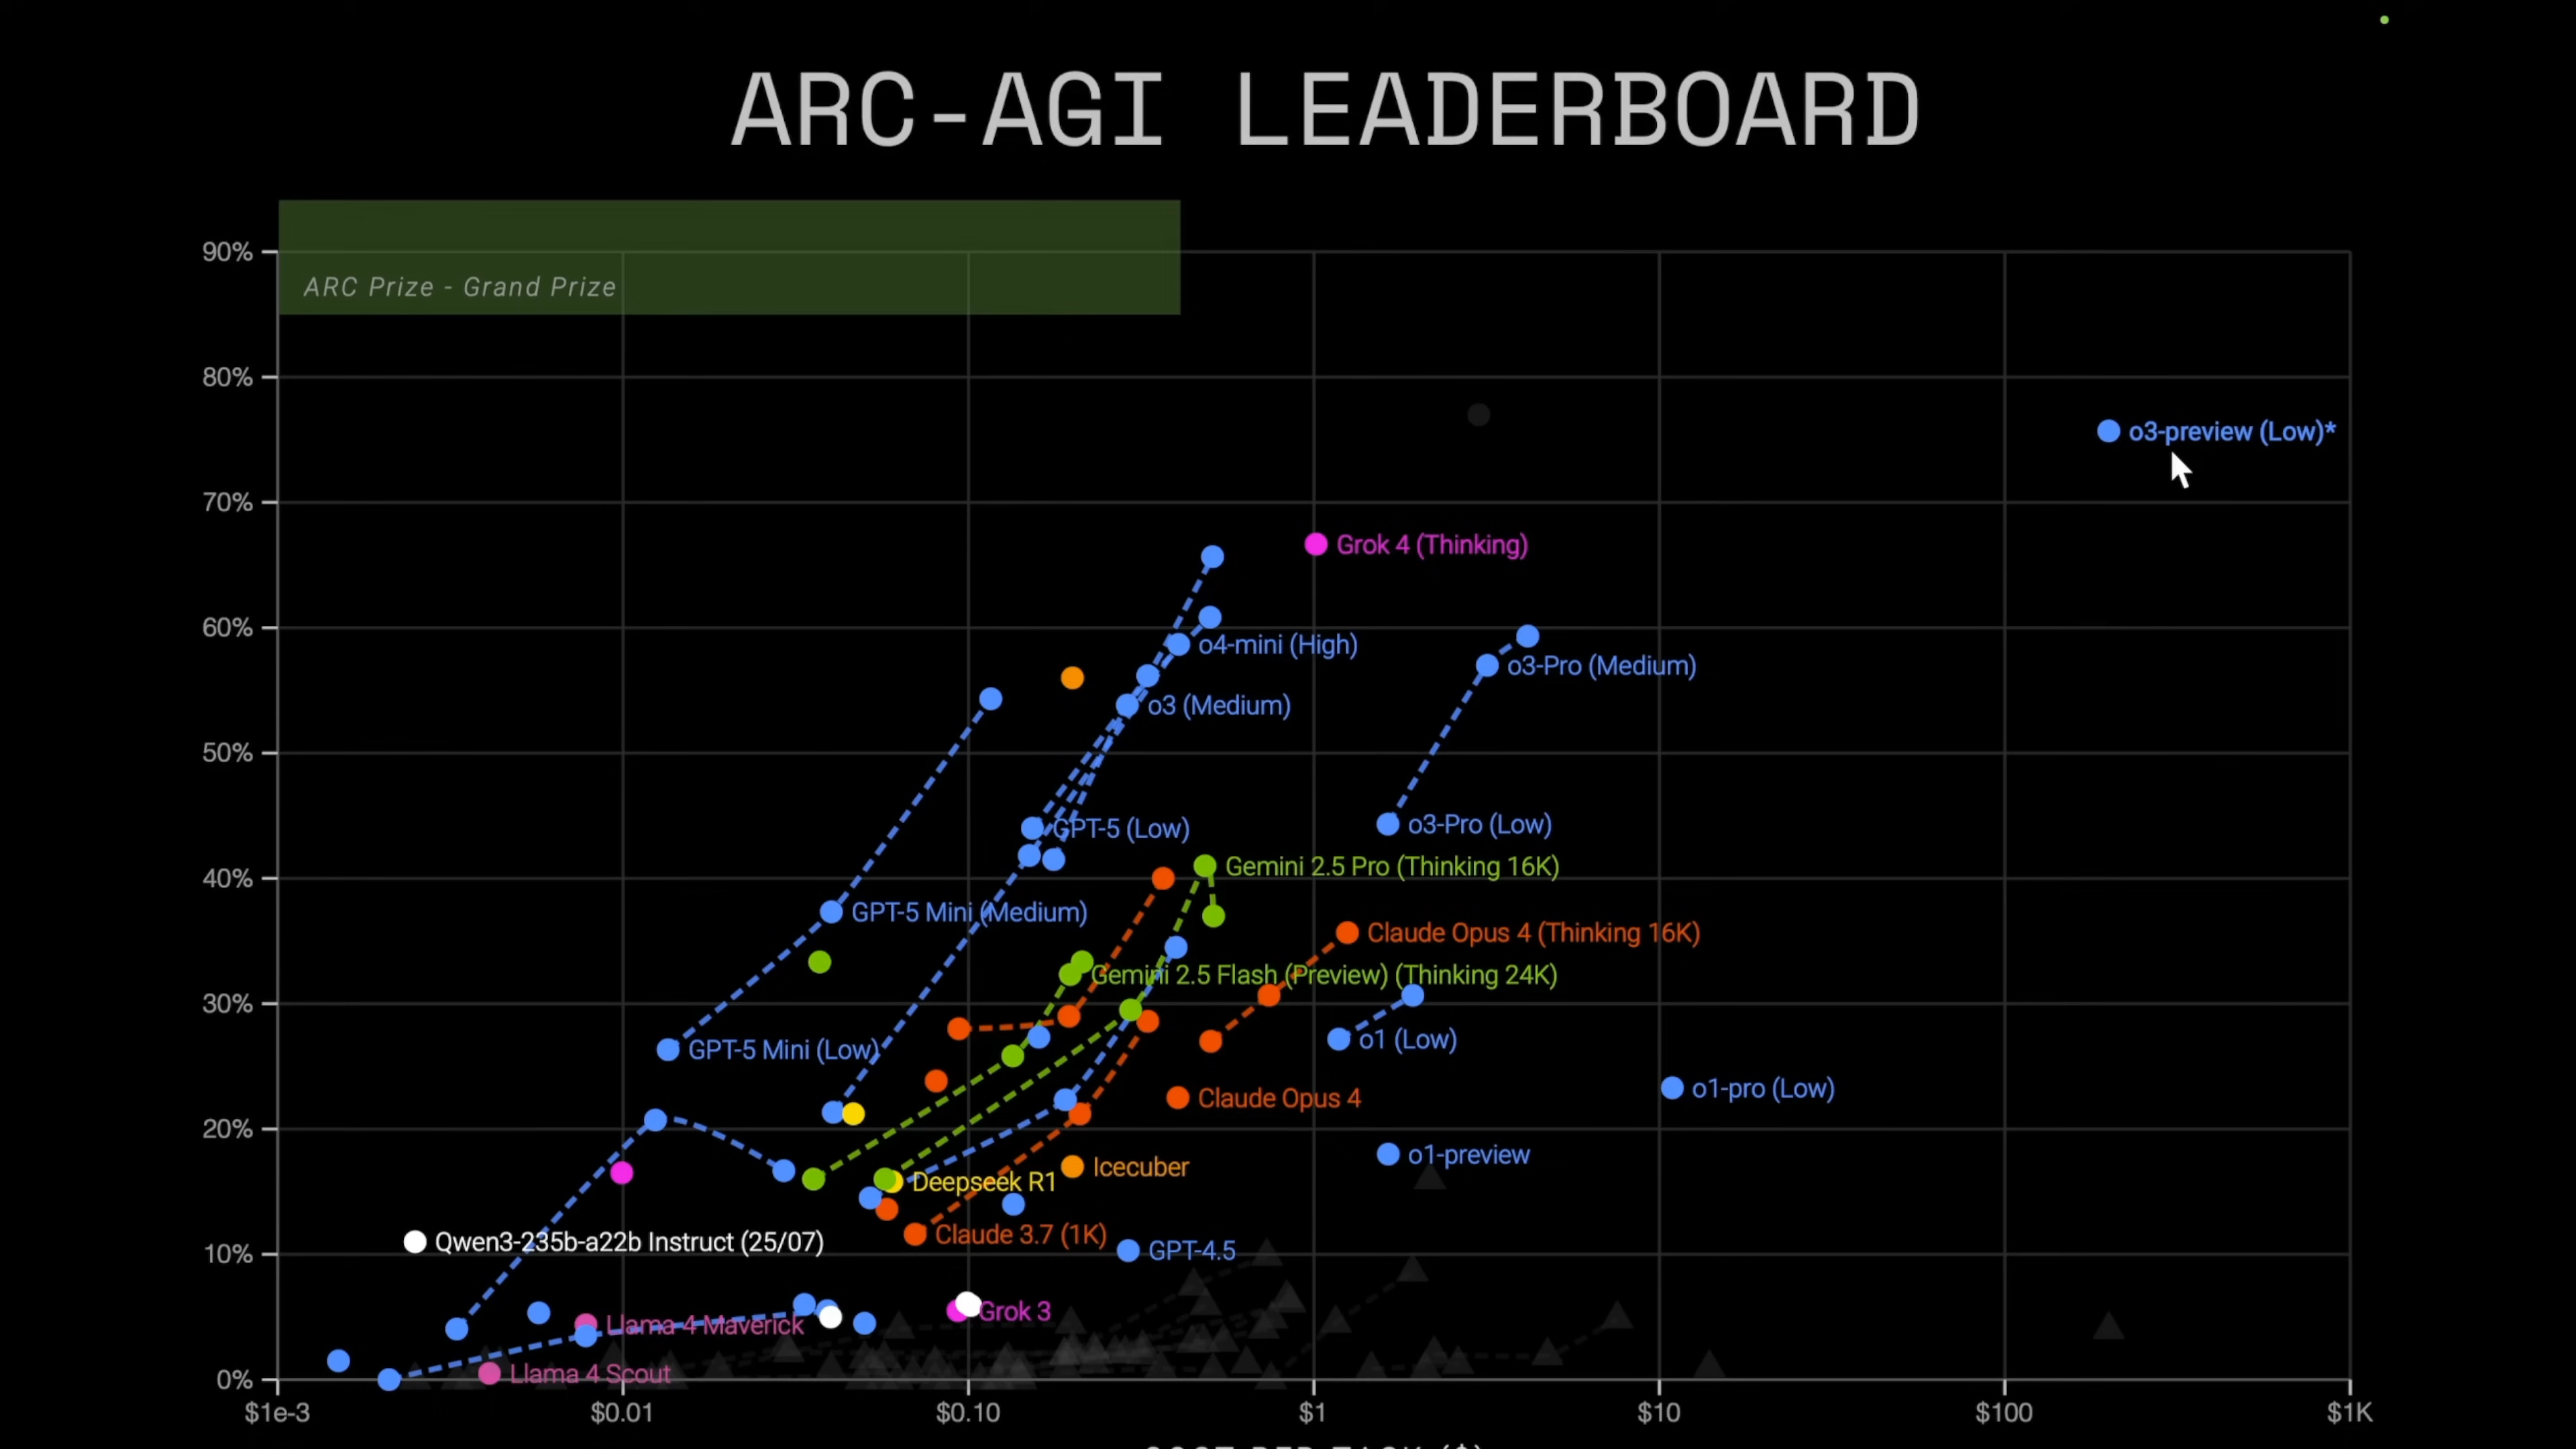 ARC-AGI LEADERBOARD
90%
ARC Prize - Grand Prize
80%
o3-preview (Low)*
70%
Grok 4 (Thinking)
60%
o4-mini (High)
o3-Pro (Medium)
o3 (Medium)
50%
GPT-5 (Low)
o3-Pro (Low)
40%
Gemini 2.5 Pro (Thinking 16K)
GPT-5 Mini (Medium)
Claude Opus 4 (Thinking 16K)
Gemini 2.5 Flash (Preview) (Thinking 24K)
30%
GPT-5 Mini (Low)
o1 (Low)
Claude Opus 4
o1-pro (Low)
20%
o1-preview
Icecuber
Deepseek R1
Claude 3.7 (1K)
Qwen3-235b-a22b Instruct (25/07)
10%
GPT-4.5
Grok 3
Llama 4 Maverick
0%
Llama 4 Scout
$1e-3
$0.01
$0.10
$1
$10
$100
$1K